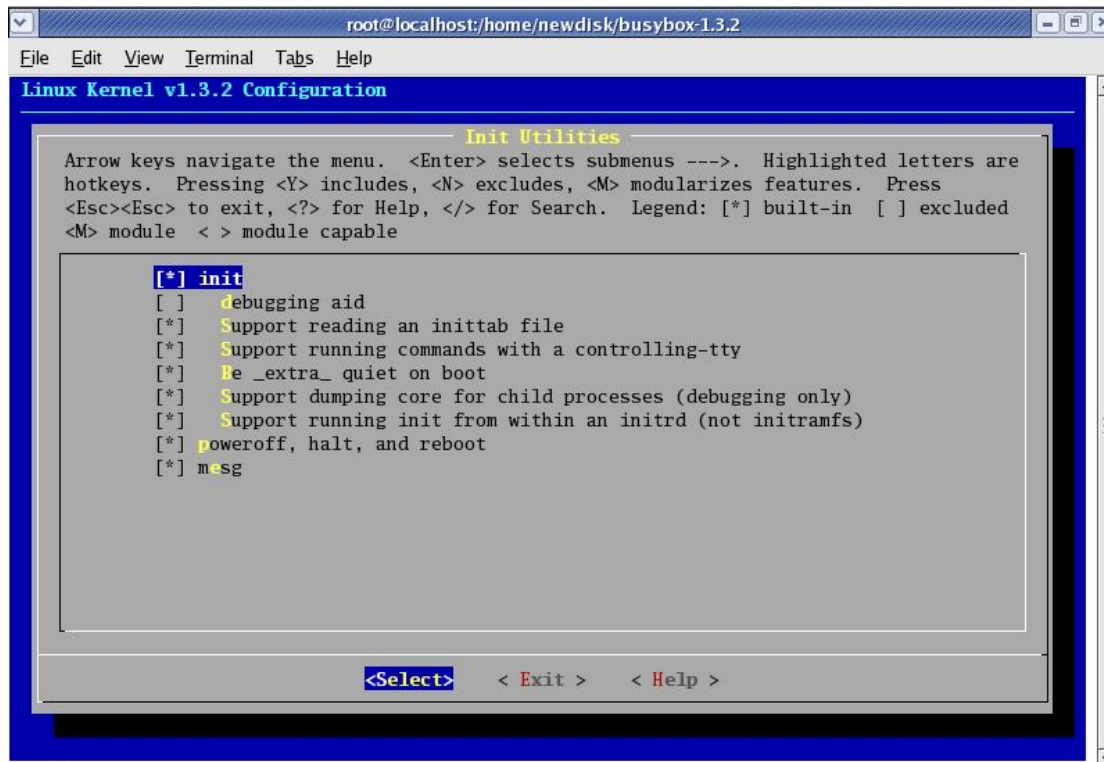 root@localhost:/home/newdisk/busybox-1.3.2
File Edit View Terminal Tabs Help
Linux Kernel v1.3.2 Configuration
Init Utilities
Arrow keys navigate the menu. <Enter> selects submenus --->. Highlighted letters are
hotkeys. Pressing <Y> includes, <N> excludes, <M> modularizes features. Press
<Esc><Esc> to exit, <?> for Help, </> for Search. Legend: [*] built-in [ ] excluded
<M> module < > module capable
[*] init
[ ] debugging aid
[*] Support reading an inittab file
[*] Support running commands with a controlling-tty
[*] Be _extra_ quiet on boot
[*] Support dumping core for child processes (debugging only)
[*] Support running init from within an initrd (not initramfs)
[*] poweroff, halt, and reboot
[*] mesg
<Select> < Exit > < Help >